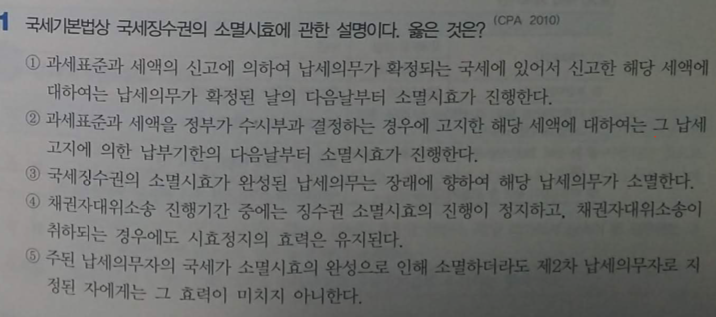 1 국세기본법상 국세징수권의 소멸시효에 관한 설명이다. 옳은 것은? (CPA 2010)
① 과세표준과 세액의 신고에 의하여 납세의무가 확정되는 국세에 있어서 신고한 해당 세액에
대하여는 납세의무가 확정된 날의 다음날부터 소멸시효가 진행한다.
② 과세표준과 세액을 정부가 수시부과 결정하는 경우에 고지한 해당 세액에 대하여는 그 납세
고지에 의한 납부기한의 다음날부터 소멸시효가 진행한다.
③ 국세징수권의 소멸시효가 완성된 납세의무는 장래에 향하여 해당 납세의무가 소멸한다.
④ 채권자대위소송 진행기간 중에는 징수권 소멸시효의 진행이 정지하고, 채권자대위소송이
취하되는 경우에도 시효정지의 효력은 유지된다.
⑤ 주된 납세의무자의 국세가 소멸시효의 완성으로 인해 소멸하더라도 제2차 납세의무자로 지
정된 자에게는 그 효력이 미치지 아니한다.